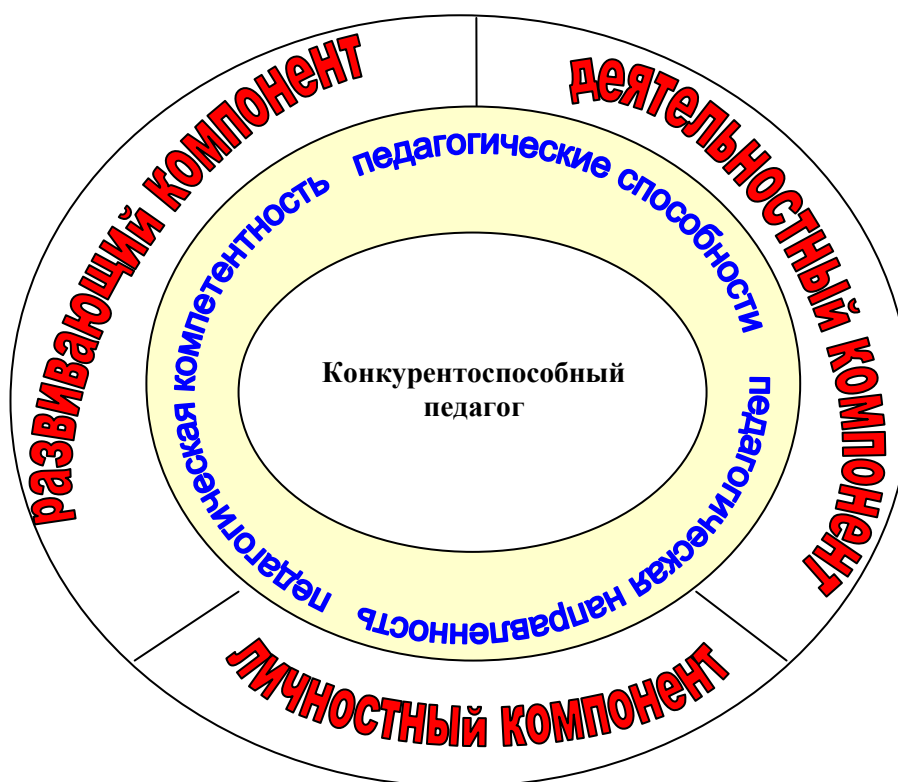 развивающий компонент
деятельностный компонент
личностный компонент
педагогическая компетентность
педагогические способности
педагогическая направленность
Конкурентоспособный
педагог